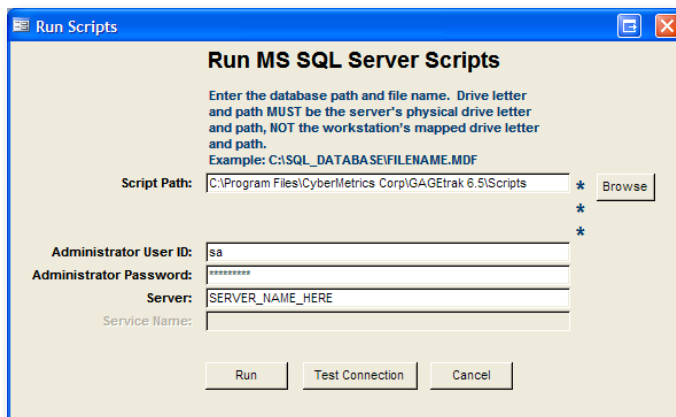 Run Scripts
Run MS SQL Server Scripts
Enter the database path and file name. Drive letter
and path MUST be the server's physical drive letter
and path, NOT the workstation's mapped drive letter
and path.
Example: C:\SQL_DATABASE\FILENAME.MDF
Script Path: C:\Program Files\CyberMetrics Corp\GAGEtrak 6.5\Scripts * Browse
*
*
Administrator User ID: sa
Administrator Password: *********
Server: SERVER_NAME_HERE
Service Name:
Run Test Connection Cancel